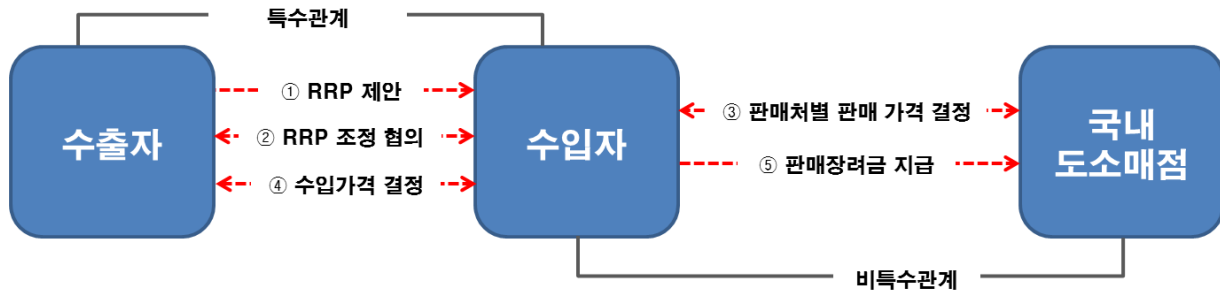 특수관계
수출자
① RRP 제안
② RRP 조정 협의
④ 수입가격 결정
수입자
③ 판매처별 판매 가격 결정
⑤ 판매장려금 지급
국내
도소매점
비특수관계